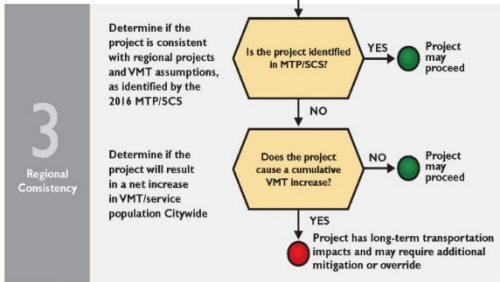 Determine if the
project is consistent
with regional projects
and VMT assumptions,
as identified by the
2016 MTP/SCS
Is the project identified
in MTP/SCS?
YES
Project
may
proceed
NO
3
Regional
Consistency
Determine if the
project will result
in a net increase
in VMT/service
population Citywide
Does the project
cause a cumulative
VMT increase?
NO
Project
may
proceed
YES
Project has long-term transportation
impacts and may require additional
mitigation or override